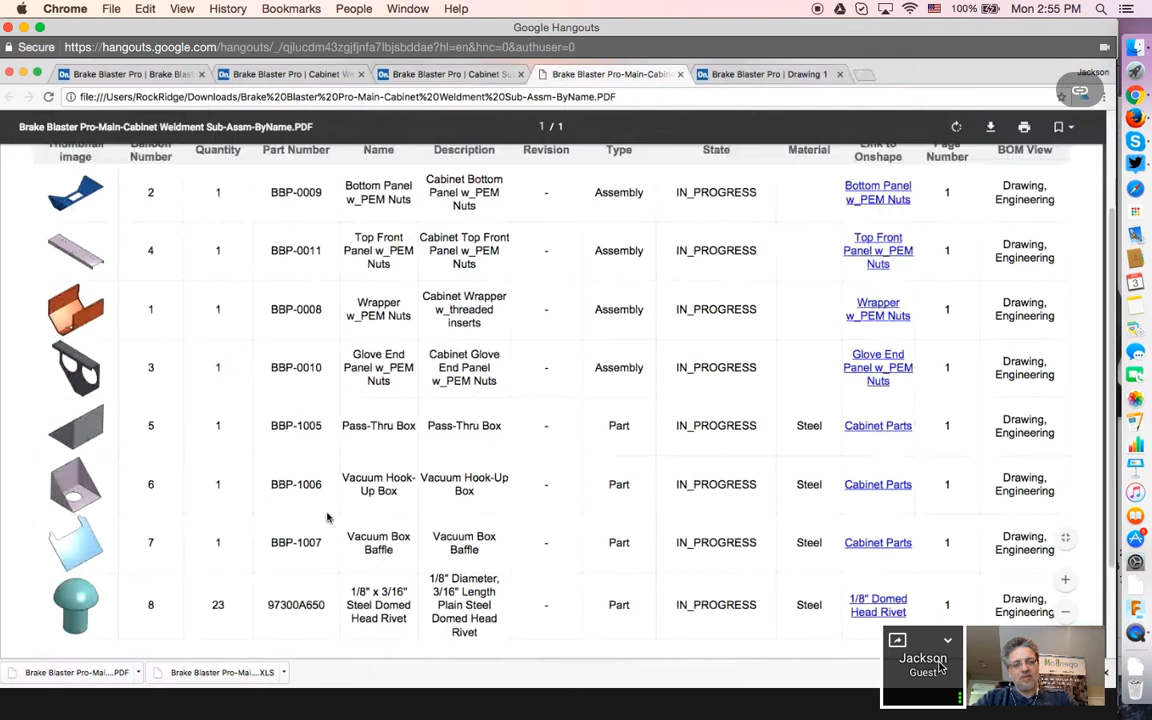 Chrome File Edit View History Bookmarks People Window Help 100% Mon 2:55 PM
Google Hangouts
Secure https://hangouts.google.com/hangouts/_/qjlucdm43zgjfjnfa7lbjsbddae?hl=en&hnc=0&authuser=0
On Brake Blaster Pro | Brake Blas On Brake Blaster Pro | Cabinet We On Brake Blaster Pro | Cabinet Su Brake Blaster Pro-Main-Cabin On Brake Blaster Pro | Drawing 1 Jackson
file:///Users/RockRidge/Downloads/Brake%20Blaster%20Pro-Main-Cabinet%20Weldment%20Sub-Assm-ByName.PDF
Brake Blaster Pro-Main-Cabinet Weldment Sub-Assm-ByName.PDF 1 / 1
Thumbnail image Balloon Number Quantity Part Number Name Description Revision Type State Material Link to Onshape Page Number BOM View
2 1 BBP-0009 Bottom Panel w_PEM Nuts Cabinet Bottom Panel w_PEM Nuts - Assembly IN_PROGRESS Bottom Panel w_PEM Nuts 1 Drawing, Engineering
4 1 BBP-0011 Top Front Panel w_PEM Nuts Cabinet Top Front Panel w_PEM Nuts - Assembly IN_PROGRESS Top Front Panel w_PEM Nuts 1 Drawing, Engineering
1 1 BBP-0008 Wrapper w_PEM Nuts Cabinet Wrapper w_threaded inserts - Assembly IN_PROGRESS Wrapper w_PEM Nuts 1 Drawing, Engineering
3 1 BBP-0010 Glove End Panel w_PEM Nuts Cabinet Glove End Panel w_PEM Nuts - Assembly IN_PROGRESS Glove End Panel w_PEM Nuts 1 Drawing, Engineering
5 1 BBP-1005 Pass-Thru Box Pass-Thru Box - Part IN_PROGRESS Steel Cabinet Parts 1 Drawing, Engineering
6 1 BBP-1006 Vacuum Hook-Up Box Vacuum Hook-Up Box - Part IN_PROGRESS Steel Cabinet Parts 1 Drawing, Engineering
7 1 BBP-1007 Vacuum Box Baffle Vacuum Box Baffle - Part IN_PROGRESS Steel Cabinet Parts 1 Drawing, Engineering
8 23 97300A650 1/8" x 3/16" Steel Domed Head Rivet 1/8" Diameter, 3/16" Length Plain Steel Domed Head Rivet - Part IN_PROGRESS Steel 1/8" Domed Head Rivet 1 Drawing, Engineering
Jackson
Guest
Brake Blaster Pro-Mai....PDF Brake Blaster Pro-Mai....XLS